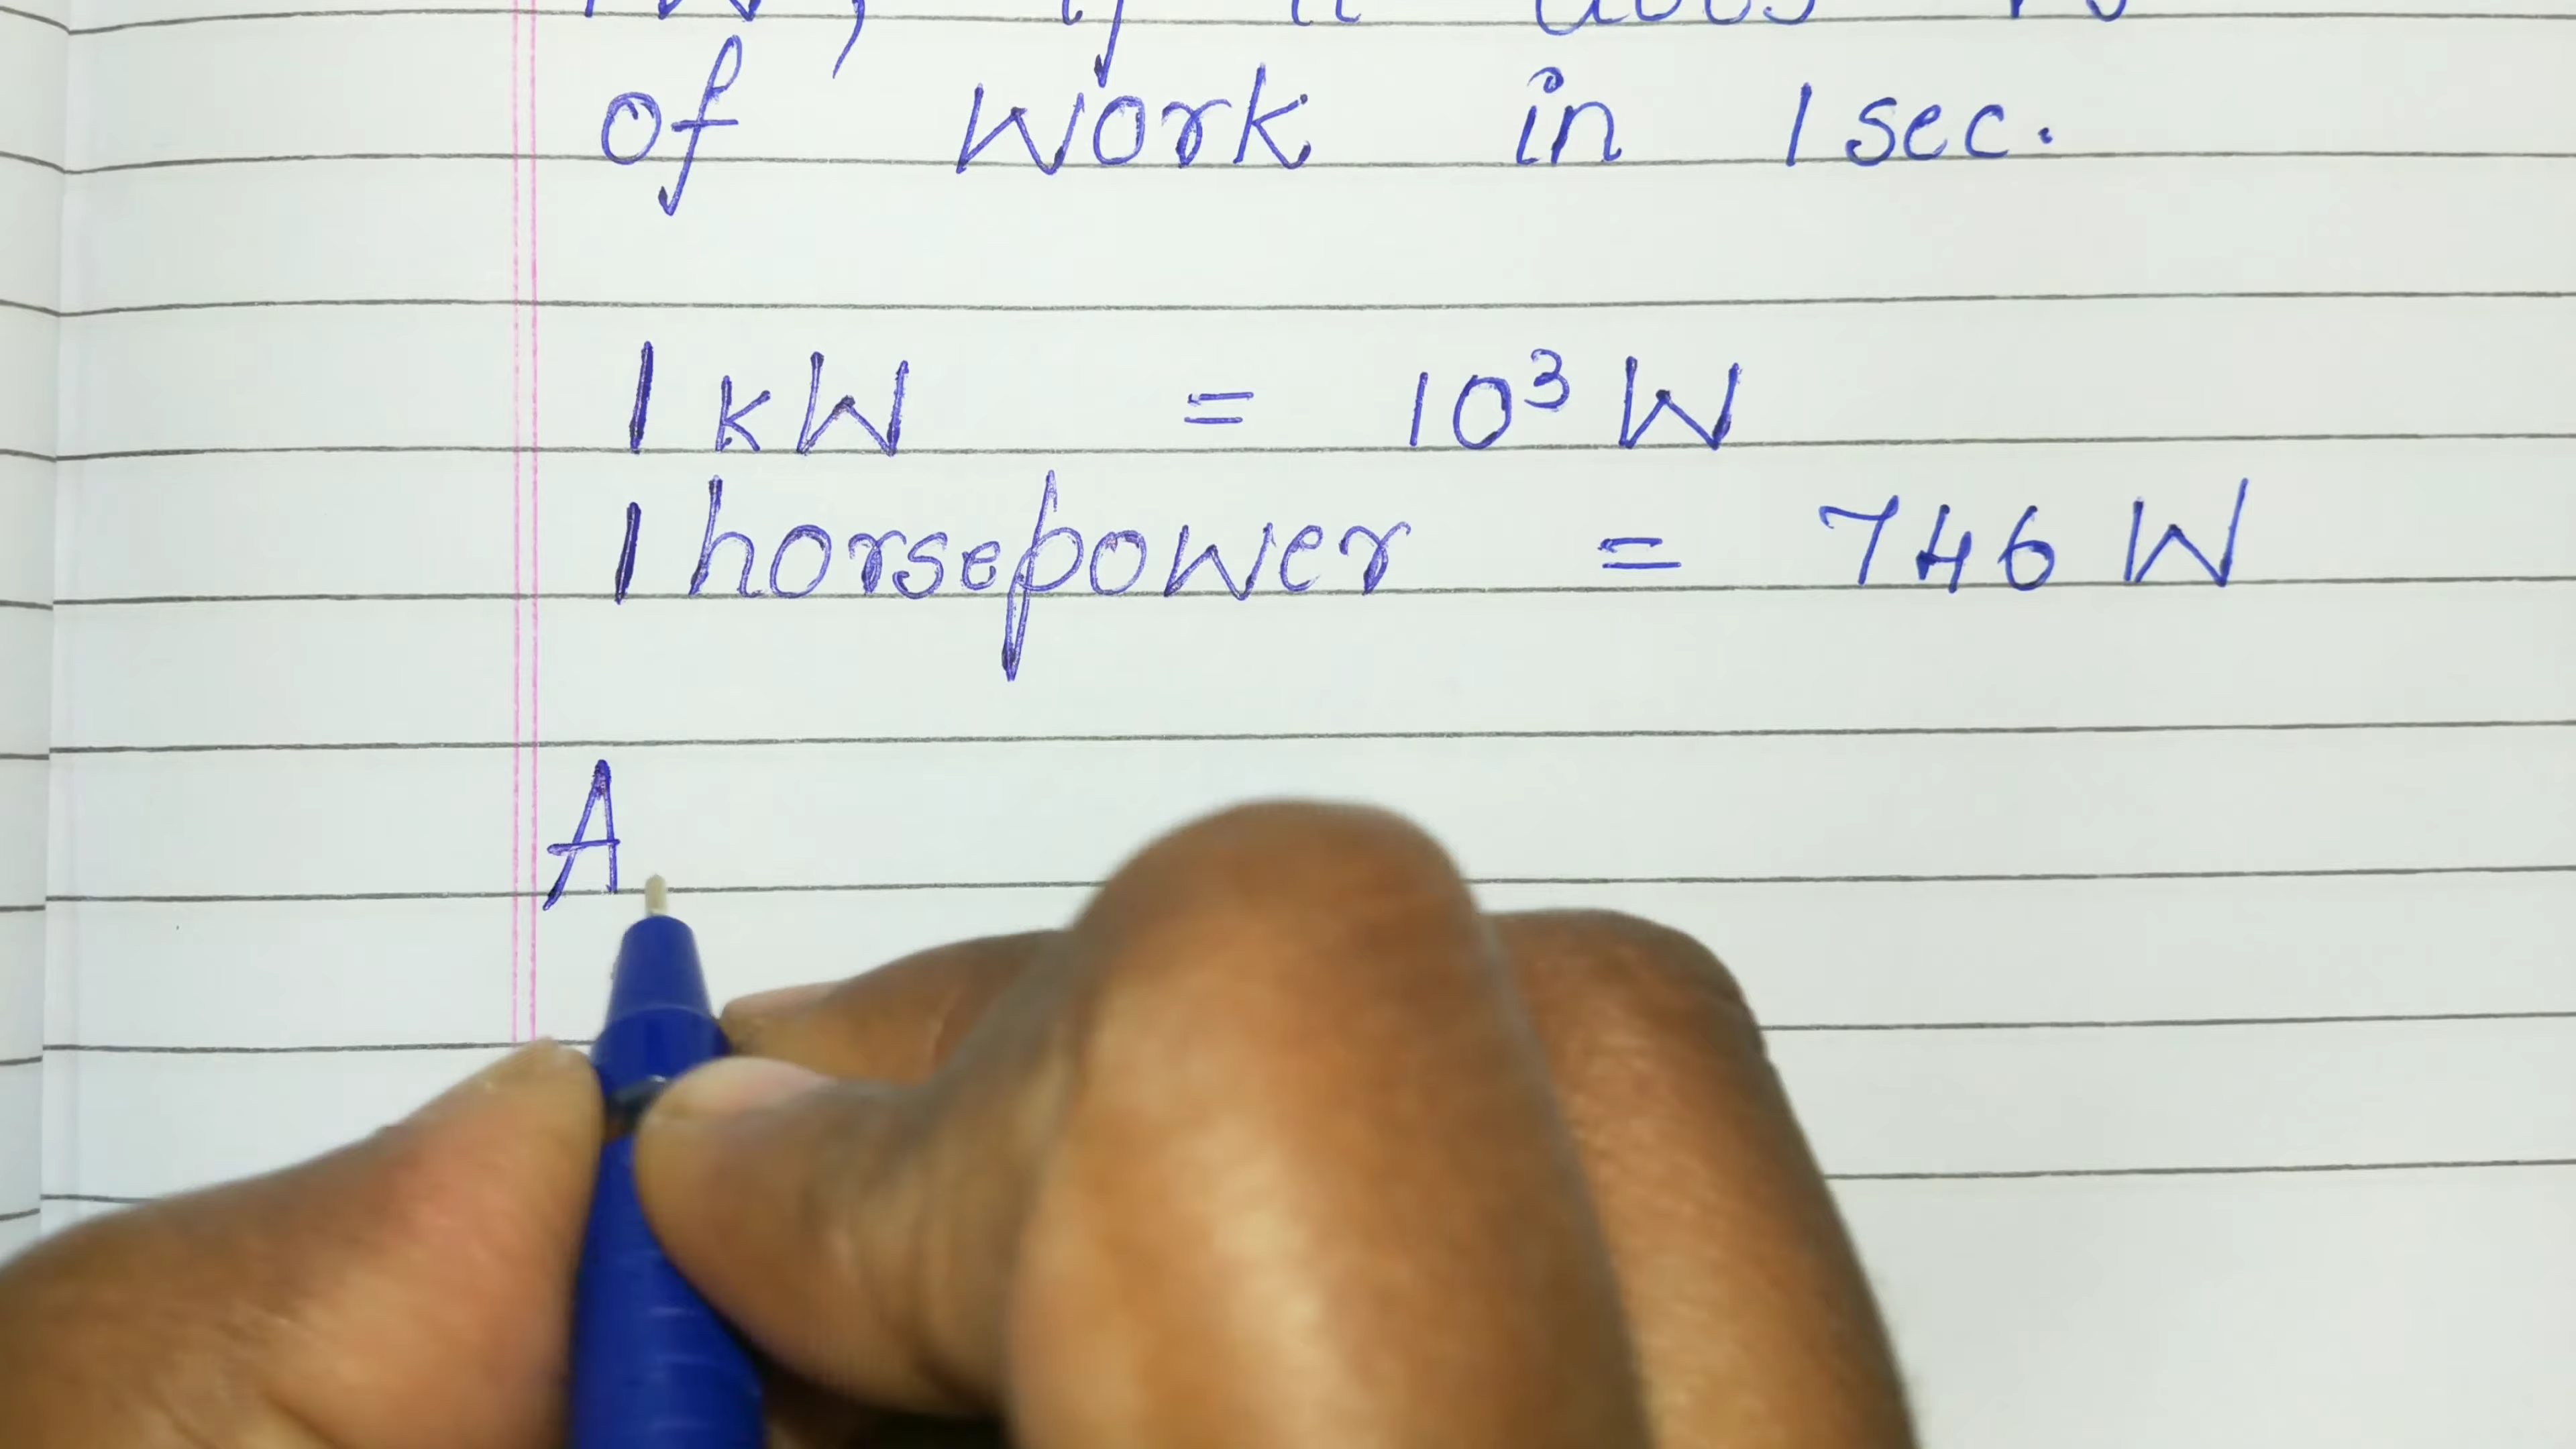 of work in 1 sec.
1 kW = 10³ W
1 horsepower = 746 W
A